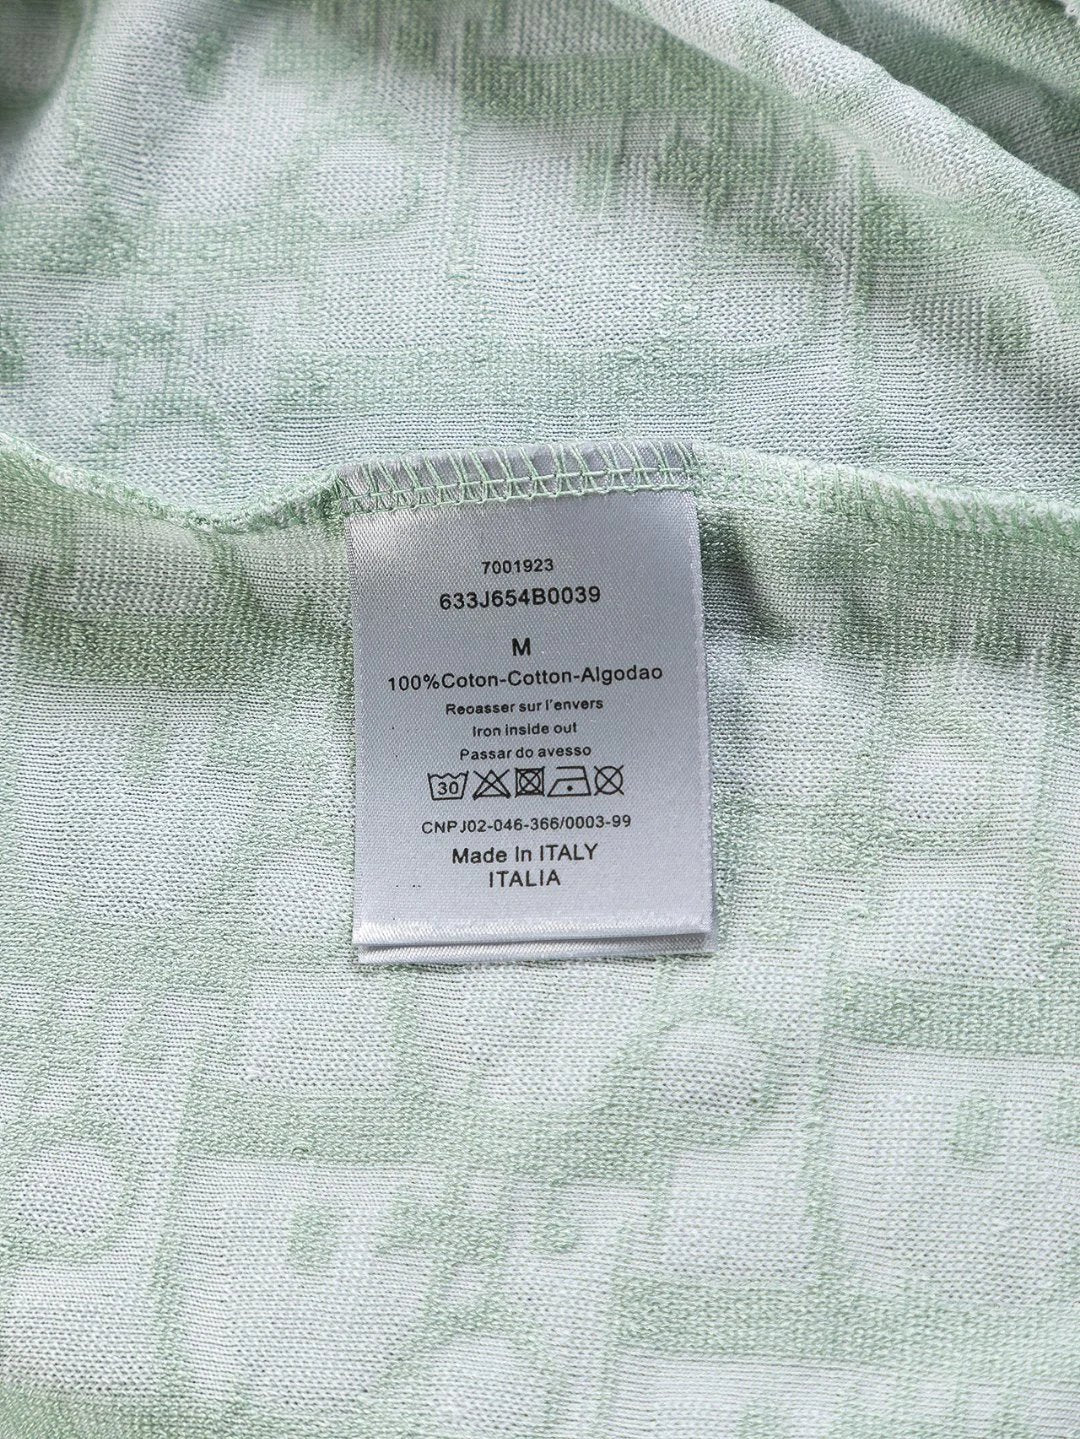 7001923
633J654B0039
M
100%Coton-Cotton-Algodao
Reoasser sur l'envers
Iron inside out
Passar do avesso
30
CNPJ02-046-366/0003-99
Made In ITALY
ITALIA